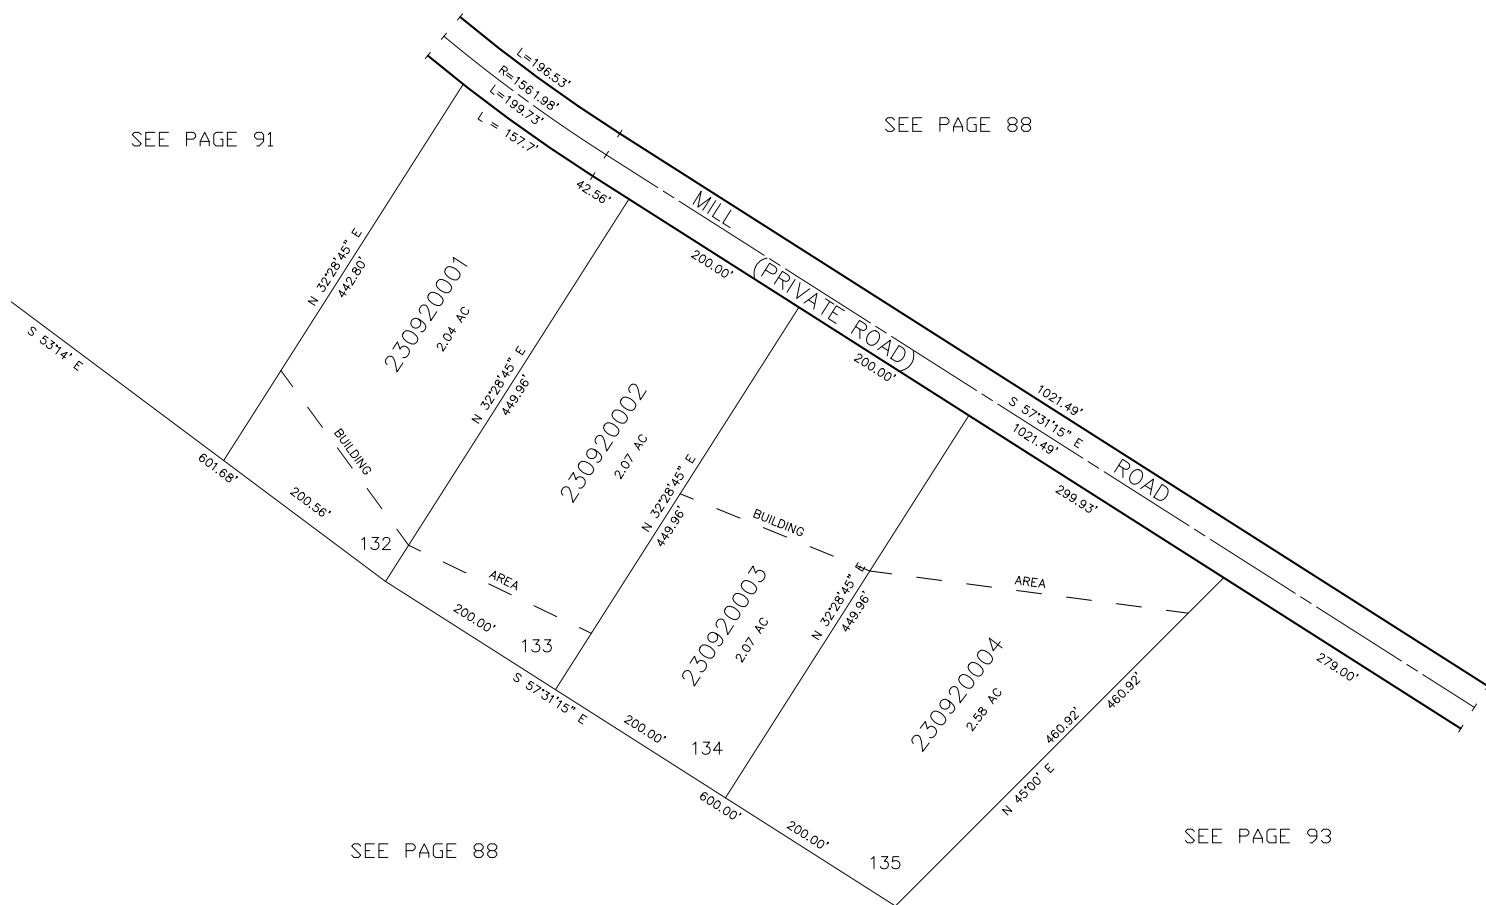 L=196.53'
R=1561.98'
L=199.73'
L = 157.7'
SEE PAGE 91
SEE PAGE 88
42.56'
MILL
200.00'
(PRIVATE ROAD)
200.00'
N 32°28'45" E
442.80'
230920001
2.04 AC
S 53°14' E
N 32°28'45" E
449.96'
230920002
2.07 AC
1021.49'
S 57°31'15" E
1021.49'
ROAD
299.93'
BUILDING
601.68'
200.56'
132
N 32°28'45" E
449.96'
BUILDING
AREA
200.00'
133
230920003
2.07 AC
N 32°28'45" E
449.96'
AREA
230920004
2.58 AC
279.00'
S 57°31'15" E
200.00'
134
460.92'
460.92'
N 45°00' E
600.00'
200.00'
135
SEE PAGE 88
SEE PAGE 93